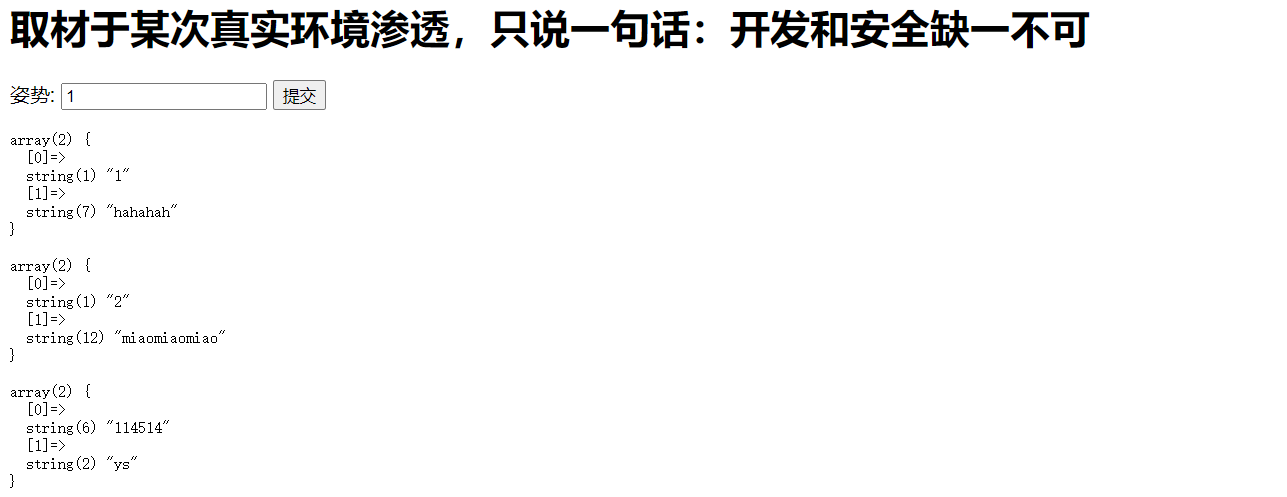 取材于某次真实环境渗透，只说一句话：开发和安全缺一不可
姿势: 1 提交
array(2) {
  [0]=>
  string(1) "1"
  [1]=>
  string(7) "hahahah"
}
array(2) {
  [0]=>
  string(1) "2"
  [1]=>
  string(12) "miaomiaomiao"
}
array(2) {
  [0]=>
  string(6) "114514"
  [1]=>
  string(2) "ys"
}